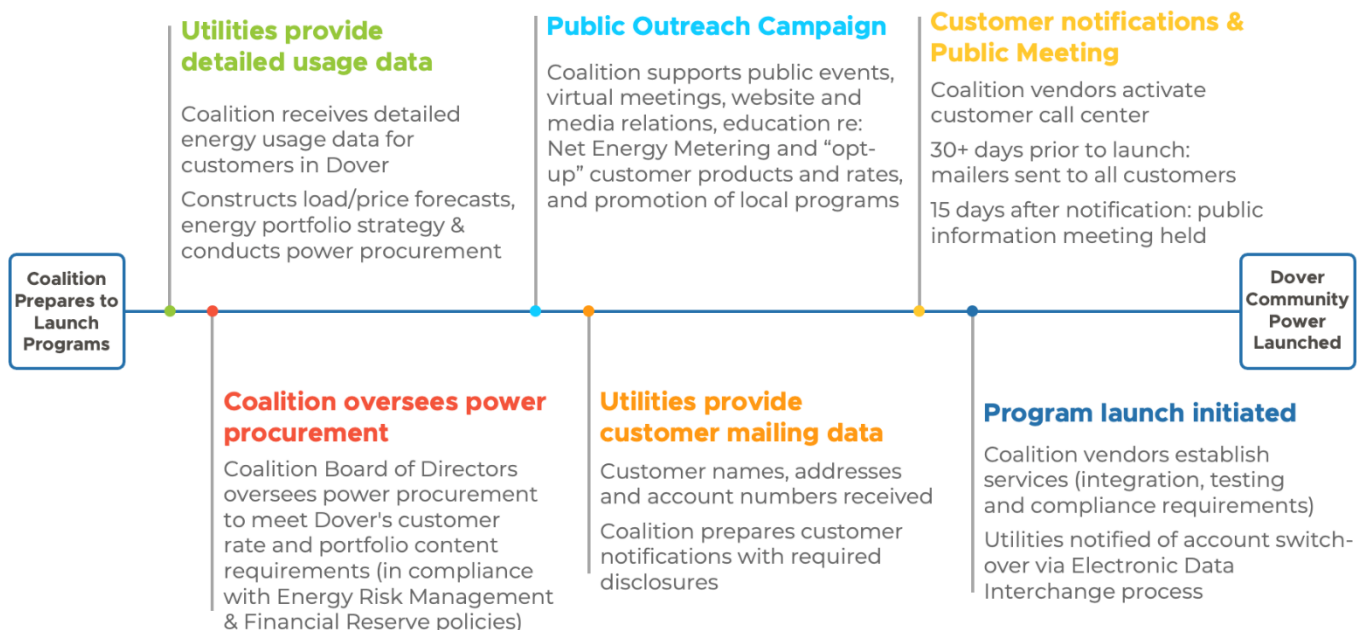 Utilities provide
detailed usage data
Coalition receives detailed
energy usage data for
customers in Dover
Constructs load/price forecasts,
energy portfolio strategy &
conducts power procurement
Public Outreach Campaign
Coalition supports public events,
virtual meetings, website and
media relations, education re:
Net Energy Metering and “opt-
up” customer products and rates,
and promotion of local programs
Customer notifications &
Public Meeting
Coalition vendors activate
customer call center
30+ days prior to launch:
mailers sent to all customers
15 days after notification: public
information meeting held
Coalition
Prepares to
Launch
Programs
Dover
Community
Power
Launched
Coalition oversees power
procurement
Coalition Board of Directors
oversees power procurement
to meet Dover's customer
rate and portfolio content
requirements (in compliance
with Energy Risk Management
& Financial Reserve policies)
Utilities provide
customer mailing data
Customer names, addresses
and account numbers received
Coalition prepares customer
notifications with required
disclosures
Program launch initiated
Coalition vendors establish
services (integration, testing
and compliance requirements)
Utilities notified of account switch-
over via Electronic Data
Interchange process